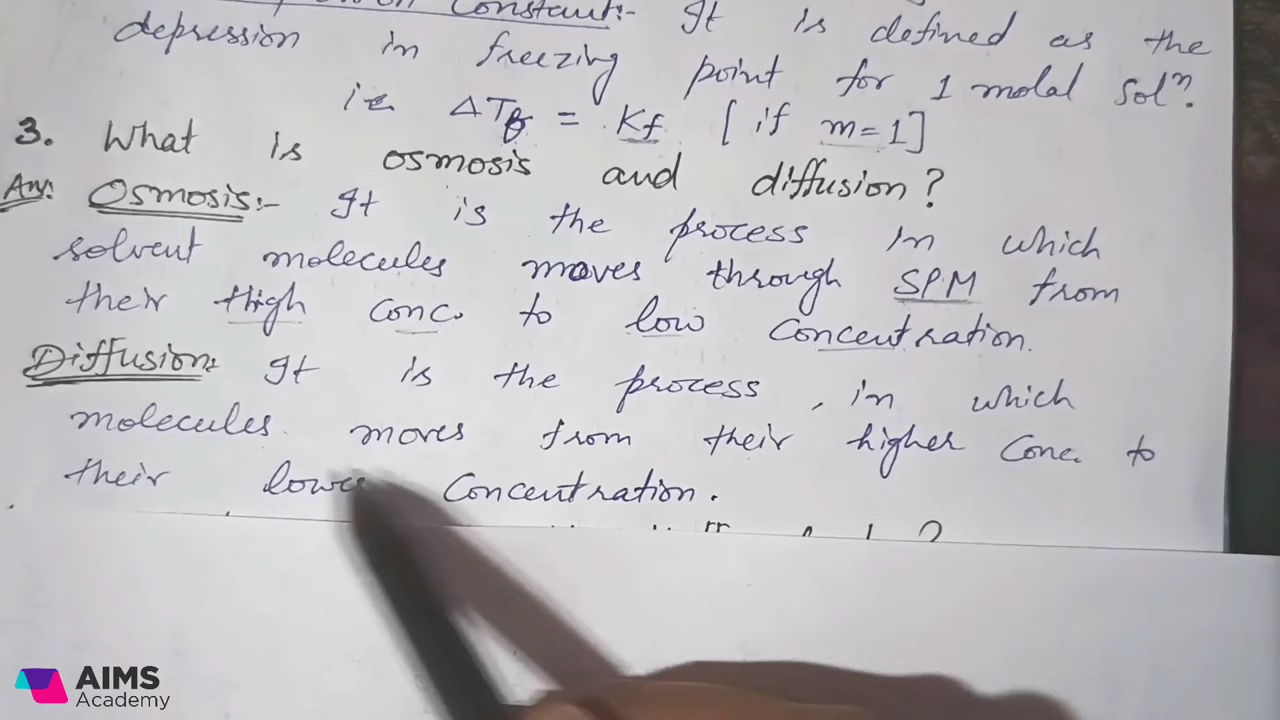 Constant:- It is defined as the
depression in freezing point for 1 molal solⁿ.
i.e ΔTf = Kf [if m=1]
3. What is osmosis and diffusion?
Ans: Osmosis:- It is the process in which
solvent molecules moves through SPM from
their High conc. to low concentration.
Diffusion: It is the process, in which
molecules. moves from their higher conc. to
their lower concentration.
AIMS
Academy